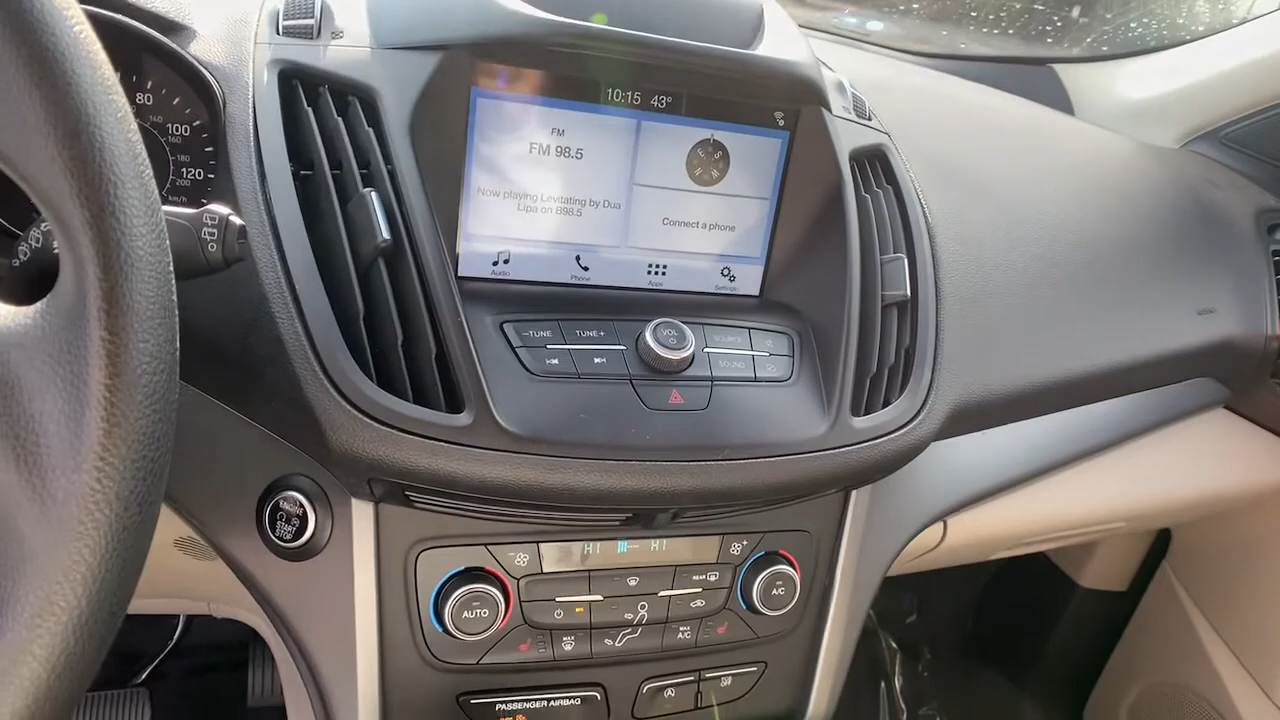 80
140
100
160
180
120
200
km/h
10:15 43°
FM
FM 98.5
Now playing Levitating by Dua
Lipa on B98.5
S
W
Connect a phone
Audio
Phone
Apps
Settings
−TUNE
TUNE+
VOL
SOURCE
SOUND
ENGINE
START
STOP
HI
HI
REAR
AUTO
A/C
MAX
MAX
A/C
PASSENGER AIRBAG
A
OFF